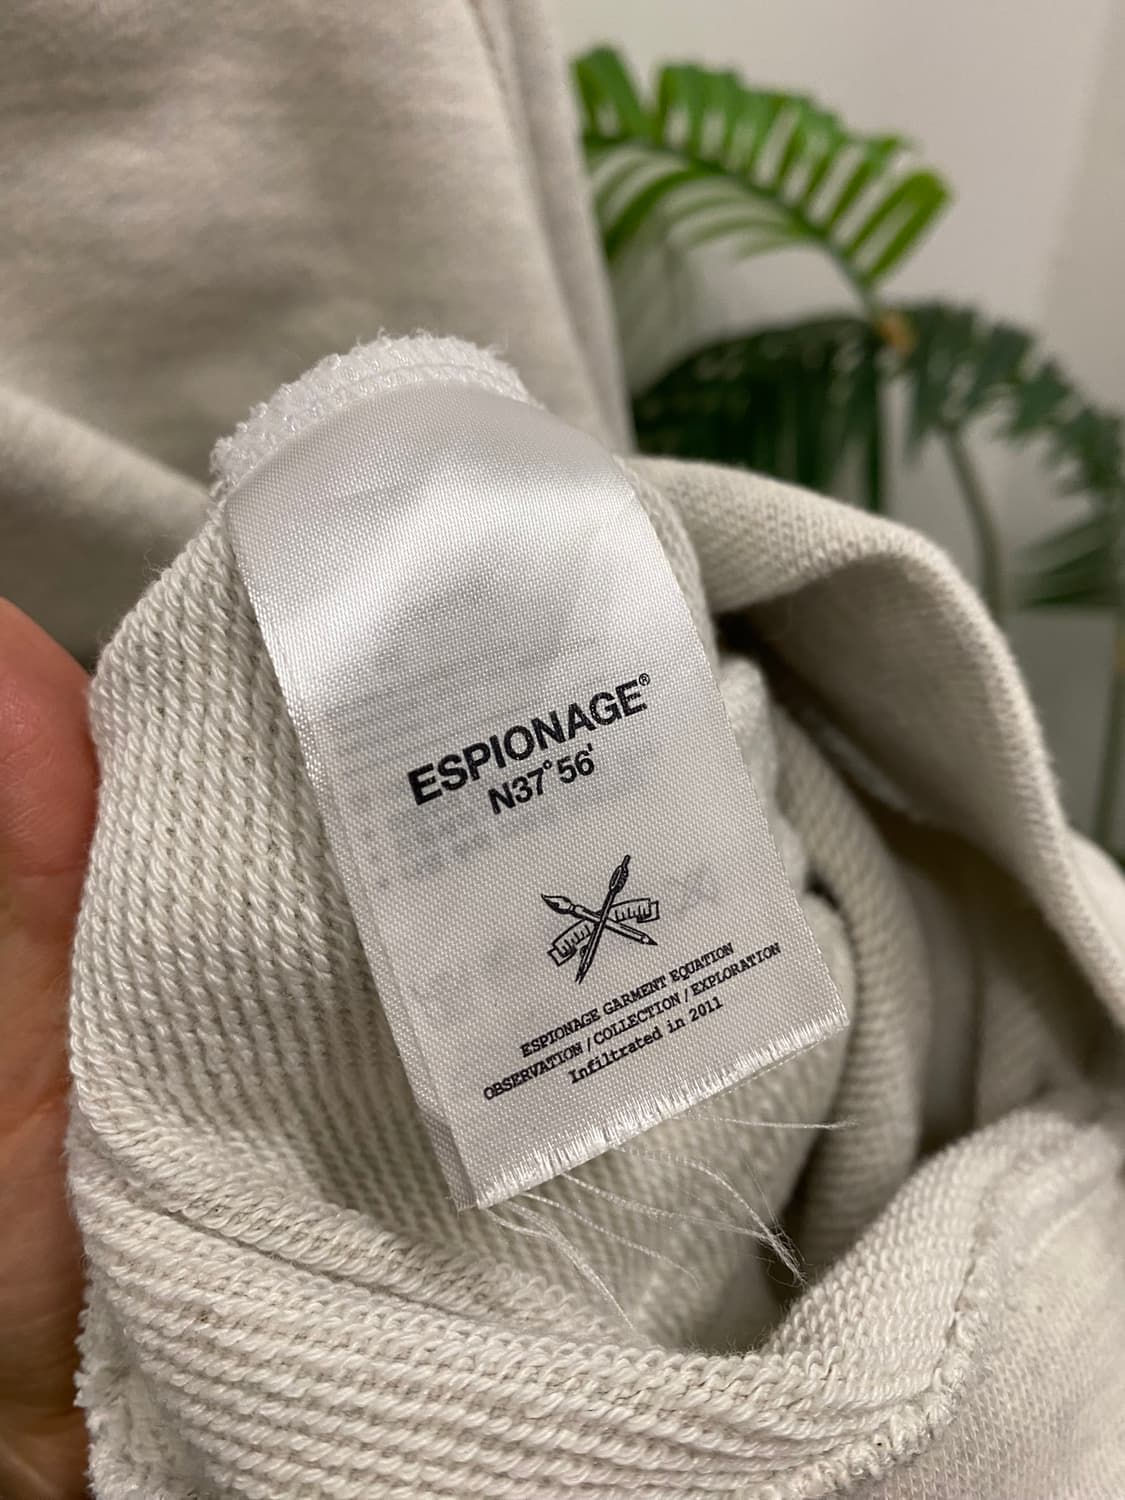 ESPIONAGE®
N37°56'
ESPIONAGE GARMENT EQUATION
OBSERVATION / COLLECTION / EXPLORATION
Infiltrated in 2011